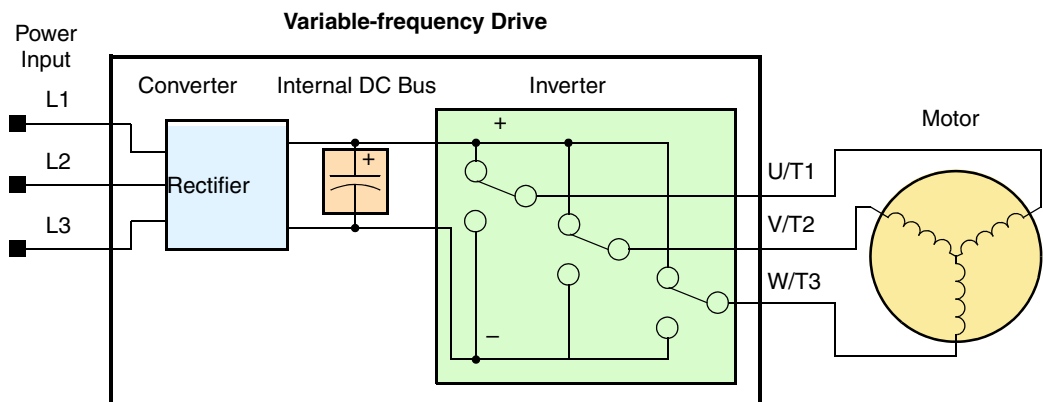 Variable-frequency Drive
Power
Input
Converter
Internal DC Bus
Inverter
Motor
L1
L2
L3
Rectifier
+
+
−
U/T1
V/T2
W/T3